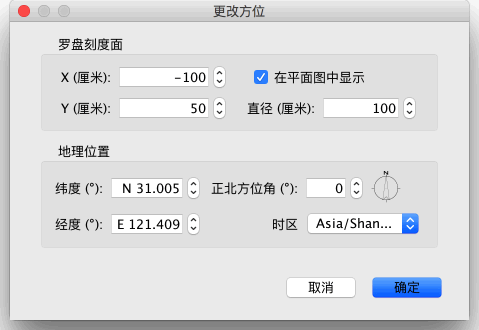 更改方位
罗盘刻度面
X (厘米): -100 在平面图中显示
Y (厘米): 50 直径 (厘米): 100
地理位置
N
纬度 (°): N 31.005 正北方位角 (°): 0
经度 (°): E 121.409 时区 Asia/Shan...
取消 确定